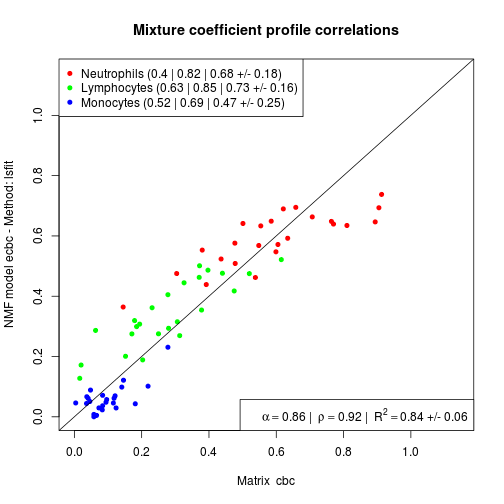 Mixture coefficient profile correlations
Neutrophils (0.4 | 0.82 | 0.68 +/- 0.18)
Lymphocytes (0.63 | 0.85 | 0.73 +/- 0.16)
Monocytes (0.52 | 0.69 | 0.47 +/- 0.25)
NMF model ecbc - Method: lsfit
1.0
0.8
0.6
0.4
0.2
0.0
α = 0.86 | ρ = 0.92 | R² = 0.84 +/- 0.06
0.0 0.2 0.4 0.6 0.8 1.0
Matrix cbc